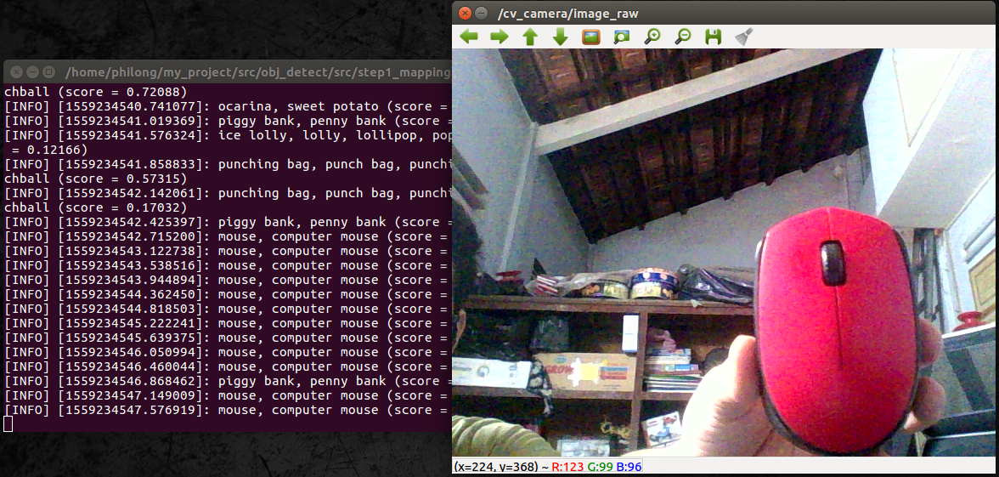 /home/philong/my_project/src/obj_detect/src/step1_mapping
chball (score = 0.72088)
[INFO] [1559234540.741077]: ocarina, sweet potato (score =
[INFO] [1559234541.019369]: piggy bank, penny bank (score =
[INFO] [1559234541.576324]: ice lolly, lolly, lollipop, pop
= 0.12166)
[INFO] [1559234541.858833]: punching bag, punch bag, punchi
chball (score = 0.57315)
[INFO] [1559234542.142061]: punching bag, punch bag, punchi
chball (score = 0.17032)
[INFO] [1559234542.425397]: piggy bank, penny bank (score =
[INFO] [1559234542.715200]: mouse, computer mouse (score =
[INFO] [1559234543.122738]: mouse, computer mouse (score =
[INFO] [1559234543.538516]: mouse, computer mouse (score =
[INFO] [1559234543.944894]: mouse, computer mouse (score =
[INFO] [1559234544.362450]: mouse, computer mouse (score =
[INFO] [1559234544.818503]: mouse, computer mouse (score =
[INFO] [1559234545.222241]: mouse, computer mouse (score =
[INFO] [1559234545.639375]: mouse, computer mouse (score =
[INFO] [1559234546.050994]: mouse, computer mouse (score =
[INFO] [1559234546.460044]: mouse, computer mouse (score =
[INFO] [1559234546.868462]: piggy bank, penny bank (score =
[INFO] [1559234547.149009]: mouse, computer mouse (score =
[INFO] [1559234547.576919]: mouse, computer mouse (score =
/cv_camera/image_raw
GROW
(x=224, y=368) ~ R:123 G:99 B:96